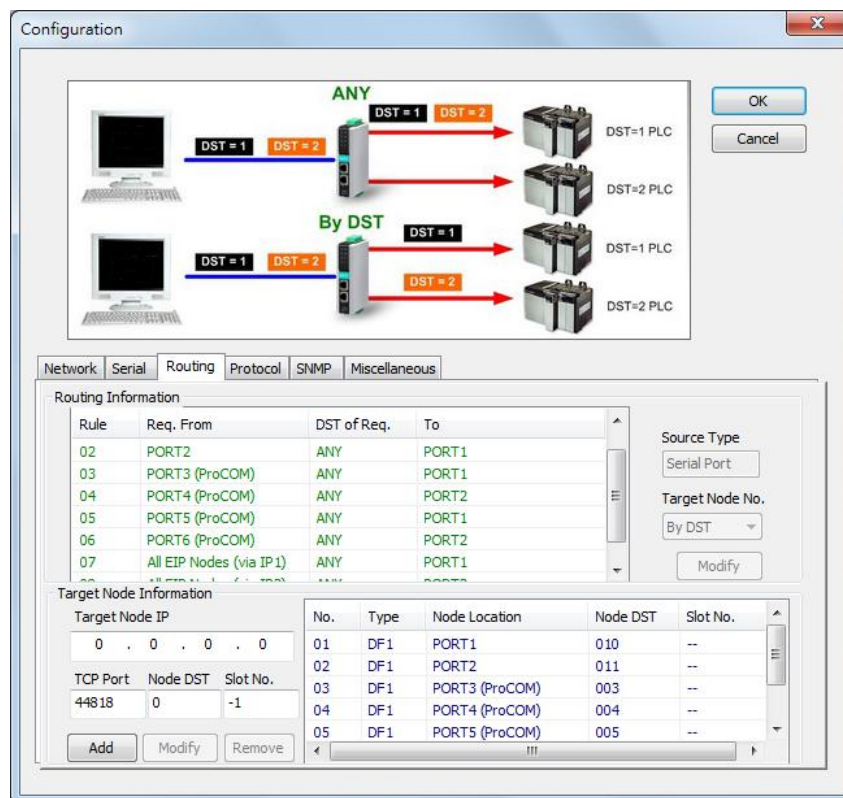 Configuration
ANY
DST = 1 DST = 2
DST = 1 DST = 2
DST=1 PLC
DST=2 PLC
By DST
DST = 1
DST = 1 DST = 2
DST=1 PLC
DST = 2
DST=2 PLC
OK
Cancel
Network Serial Routing Protocol SNMP Miscellaneous
Routing Information
Rule Req. From DST of Req. To
02 PORT2 ANY PORT1
03 PORT3 (ProCOM) ANY PORT1
04 PORT4 (ProCOM) ANY PORT2
05 PORT5 (ProCOM) ANY PORT1
06 PORT6 (ProCOM) ANY PORT2
07 All EIP Nodes (via IP1) ANY PORT1
Source Type
Serial Port
Target Node No.
By DST
Modify
Target Node Information
Target Node IP
0 . 0 . 0 . 0
TCP Port Node DST Slot No.
44818 0 -1
Add Modify Remove
No. Type Node Location Node DST Slot No.
01 DF1 PORT1 010 --
02 DF1 PORT2 011 --
03 DF1 PORT3 (ProCOM) 003 --
04 DF1 PORT4 (ProCOM) 004 --
05 DF1 PORT5 (ProCOM) 005 --